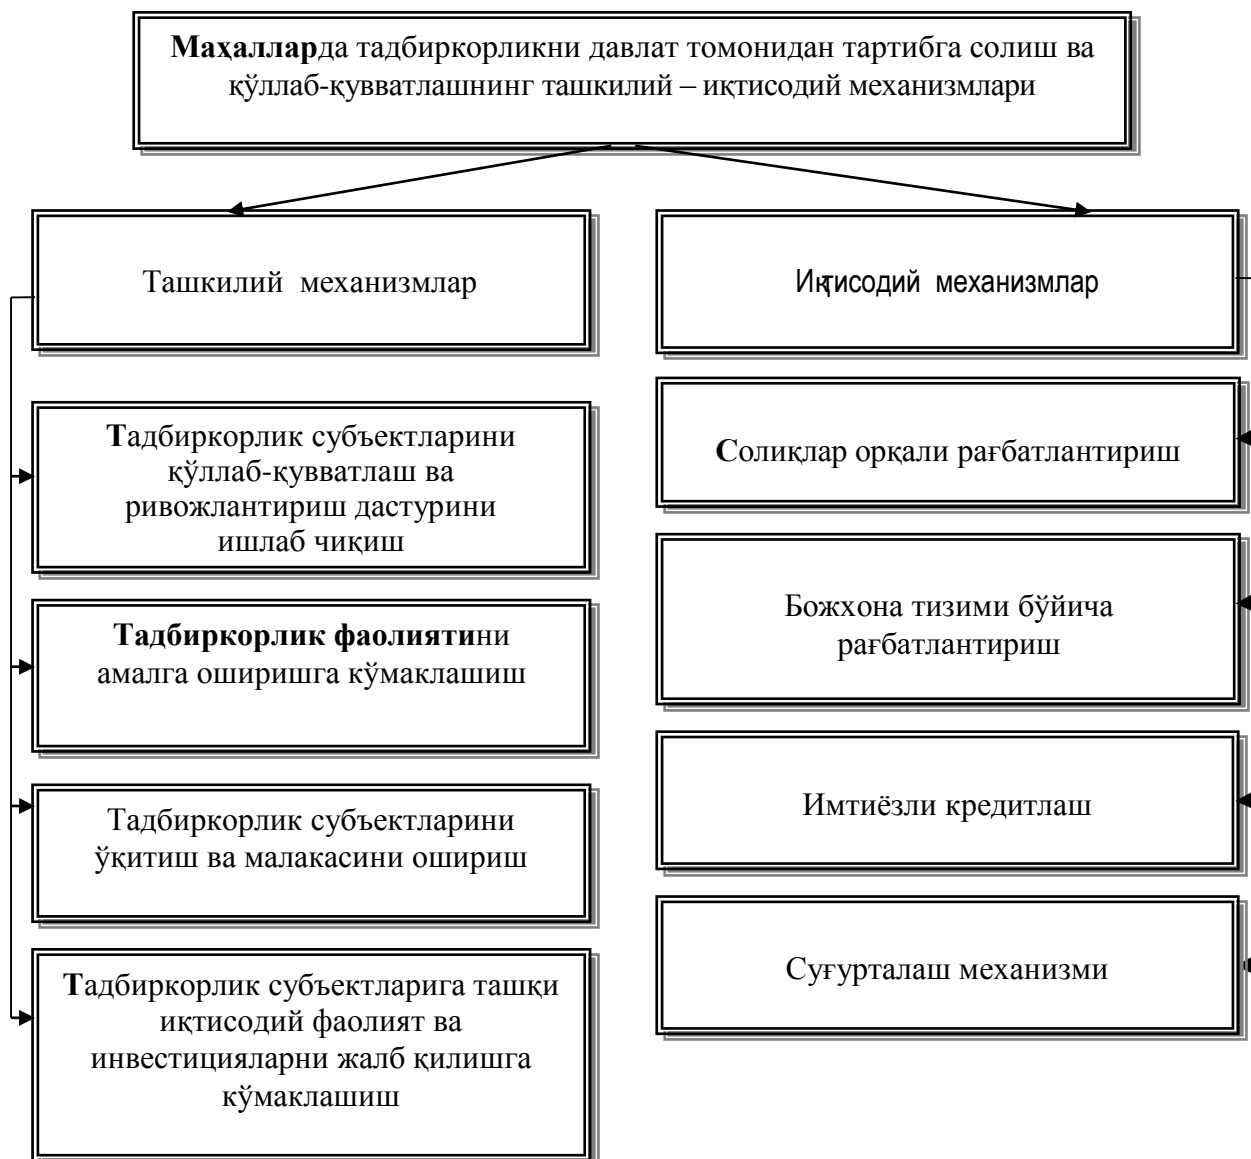 Маҳалларда тадбиркорликни давлат томонидан тартибга солиш ва
қўллаб-қувватлашнинг ташкилий – иқтисодий механизмлари
Ташкилий механизмлар
Тадбиркорлик субъектларини
қўллаб-қувватлаш ва
ривожлантириш дастурини
ишлаб чиқиш
Тадбиркорлик фаолиятини
амалга оширишга кўмаклашиш
Тадбиркорлик субъектларини
ўқитиш ва малакасини ошириш
Тадбиркорлик субъектларига ташқи
иқтисодий фаолият ва
инвестицияларни жалб қилишга
кўмаклашиш
Иқтисодий механизмлар
Солиқлар орқали рағбатлантириш
Божхона тизими бўйича
рағбатлантириш
Имтиёзли кредитлаш
Суғурталаш механизми